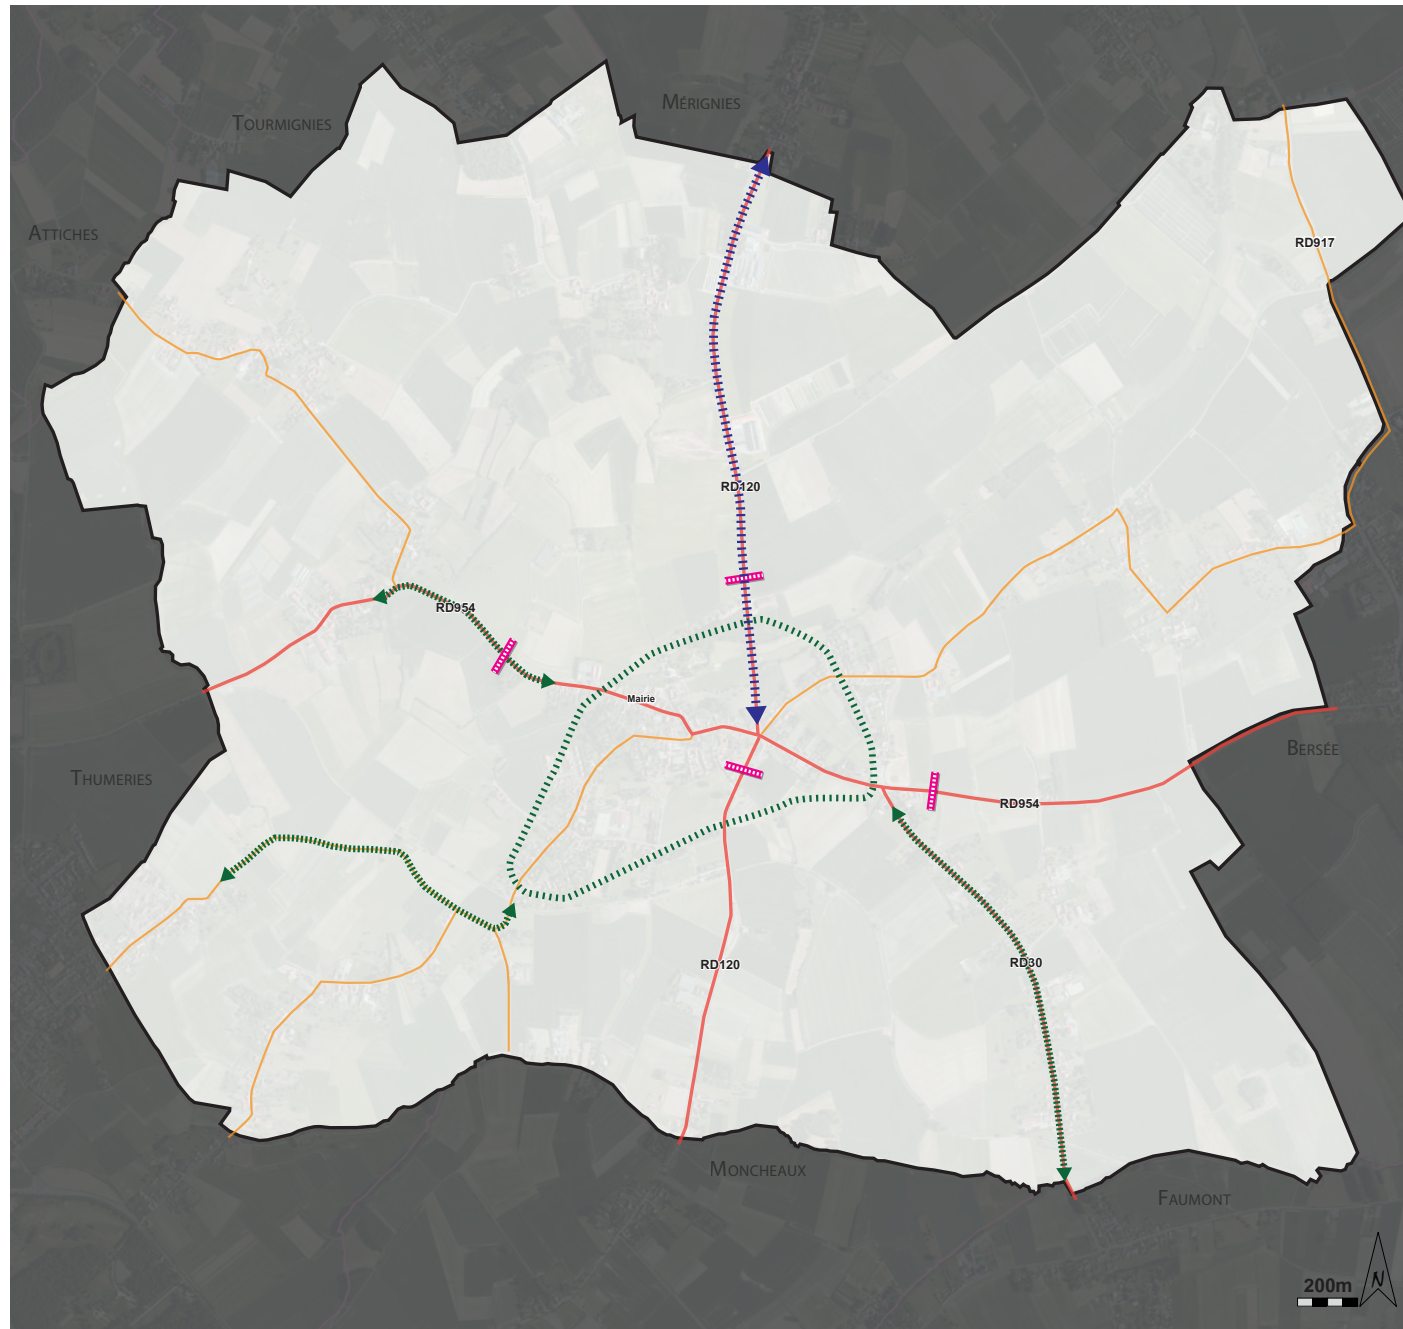 MÉRIGNIES
TOURMIGNIES
ATTICHES
RD917
RD120
RD954
Mairie
BERSÉE
THUMERIES
RD954
RD30
RD120
MONCHEAUX
FAUMONT
200m
N